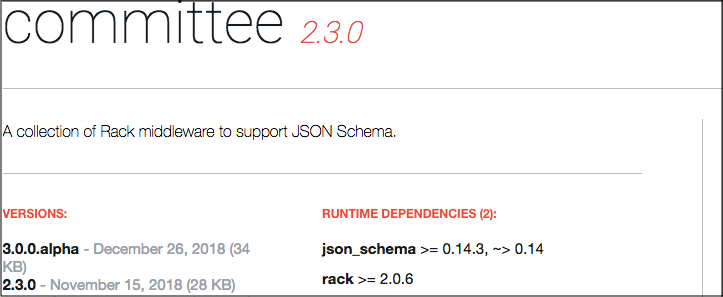 committee 2.3.0
A collection of Rack middleware to support JSON Schema.
VERSIONS:
3.0.0.alpha - December 26, 2018 (34
KB)
2.3.0 - November 15, 2018 (28 KB)
RUNTIME DEPENDENCIES (2):
json_schema >= 0.14.3, ~> 0.14
rack >= 2.0.6